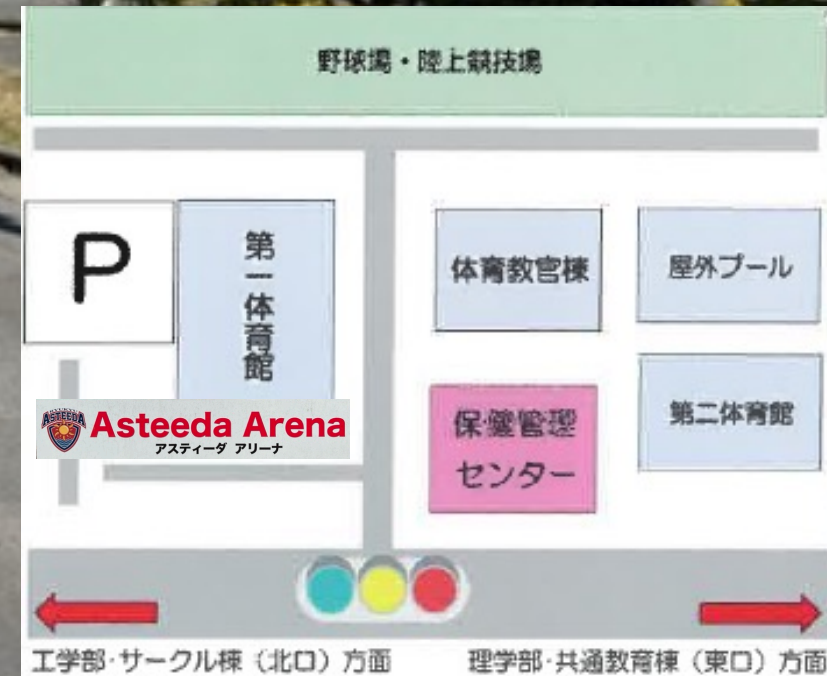 野球場・陸上競技場
P
第一体育館
体育教官棟
屋外プール
ASTEEDA
Asteeda Arena
アスティーダ アリーナ
保健管理
センター
第二体育館
工学部・サークル棟（北口）方面
理学部・共通教育棟（東口）方面